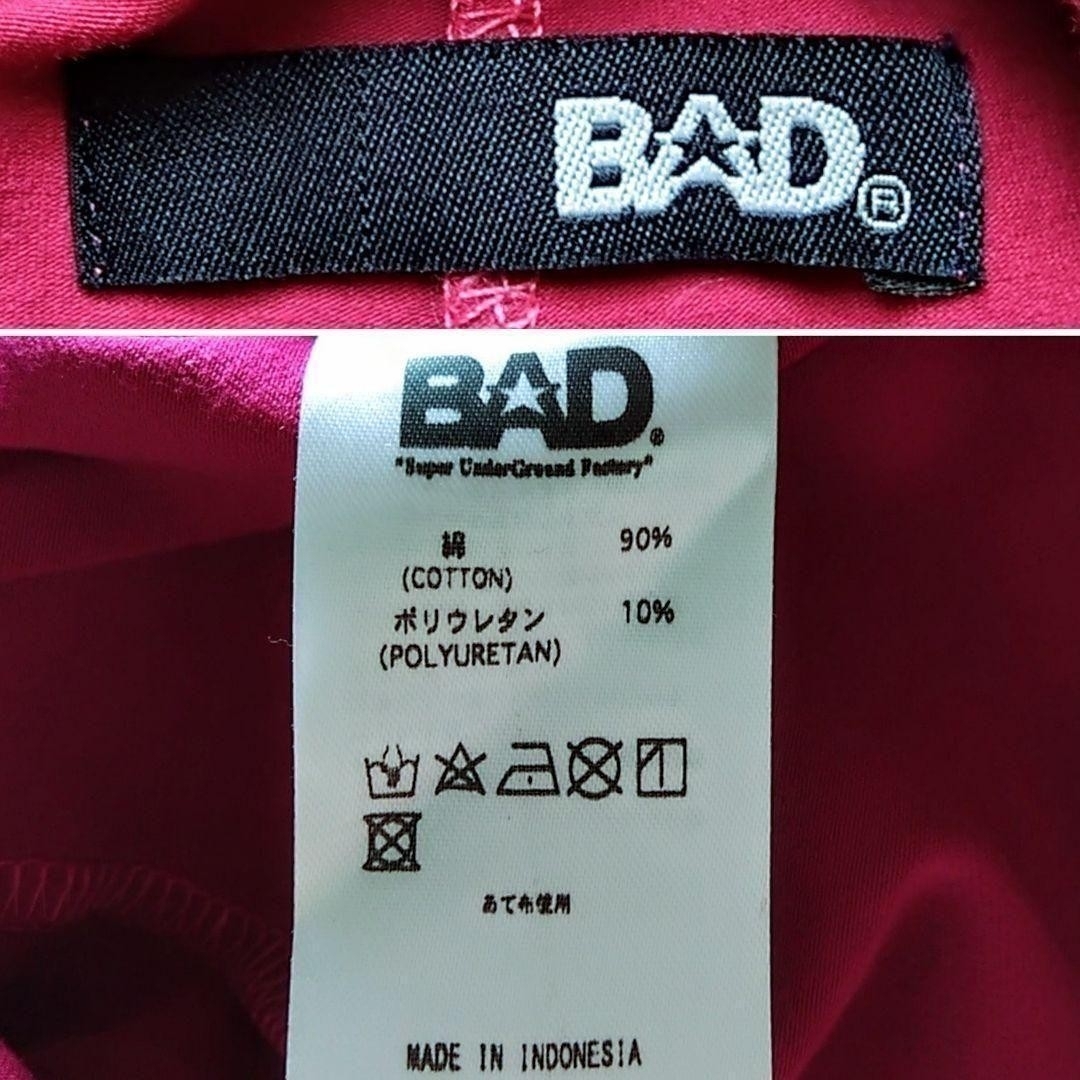 BAD®
BAD®
"Super UnderGround Factory"
綿 90%
(COTTON)
ポリウレタン 10%
(POLYURETAN)
あて布使用
MADE IN INDONESIA